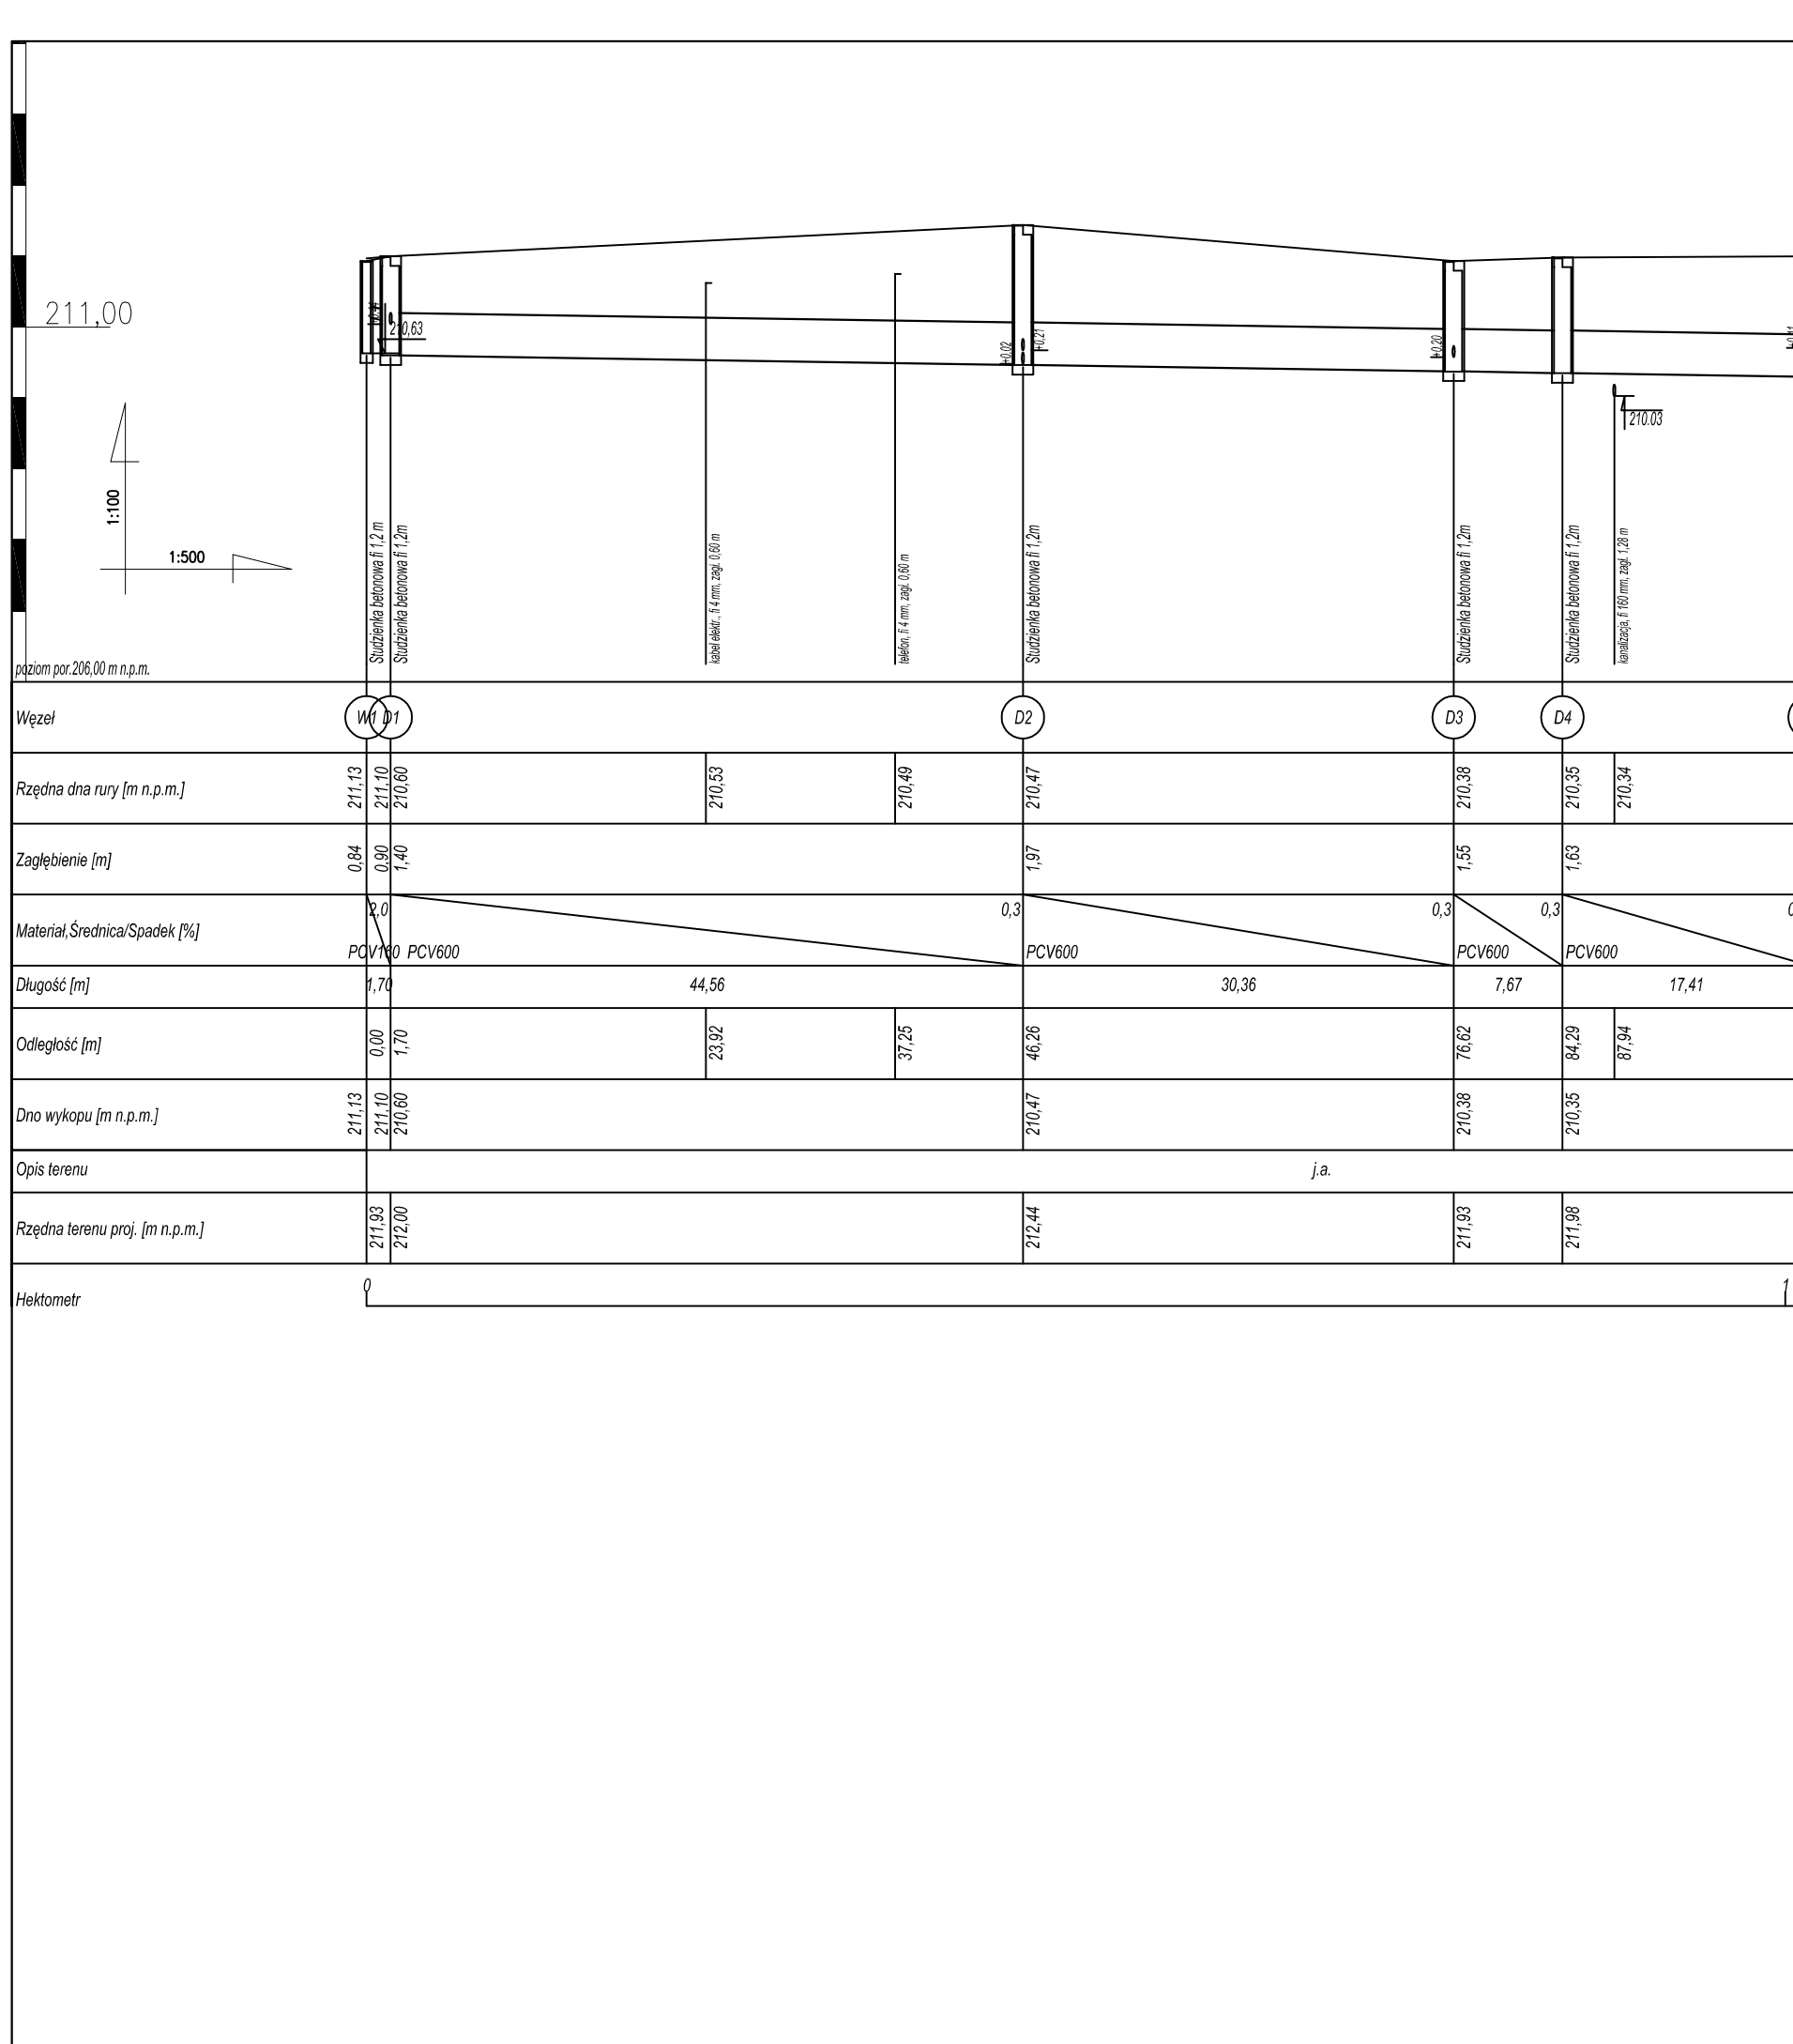 211,00
+0,44
210,63
+0,02
+0,21
+0,20
210.03
1:100
1:500
Studzienka betonowa fi 1,2 m
Studzienka betonowa fi 1,2m
kabel elektr., fi 4 mm, zagł. 0,60 m
telefon, fi 4 mm, zagł. 0,60 m
Studzienka betonowa fi 1,2m
Studzienka betonowa fi 1,2m
Studzienka betonowa fi 1,2m
kanalizacja, fi 160 mm, zagł. 1,28 m
poziom por.206,00 m n.p.m.
Węzeł W1 D1 D2 D3 D4
Rzędna dna rury [m n.p.m.] 211,13 211,10 210,60 210,53 210,49 210,47 210,38 210,35 210,34
Zagłębienie [m] 0,84 0,90 1,40 1,97 1,55 1,63
2,0 0,3 0,3 0,3
Materiał,Średnica/Spadek [%]
PCV160 PCV600 PCV600 PCV600 PCV600
Długość [m] 1,70 44,56 30,36 7,67 17,41
Odległość [m] 0,00 1,70 23,92 37,25 46,26 76,62 84,29 87,94
Dno wykopu [m n.p.m.] 211,13 211,10 210,60 210,47 210,38 210,35
Opis terenu j.a.
Rzędna terenu proj. [m n.p.m.] 211,93 212,00 212,44 211,93 211,98
Hektometr 0 1